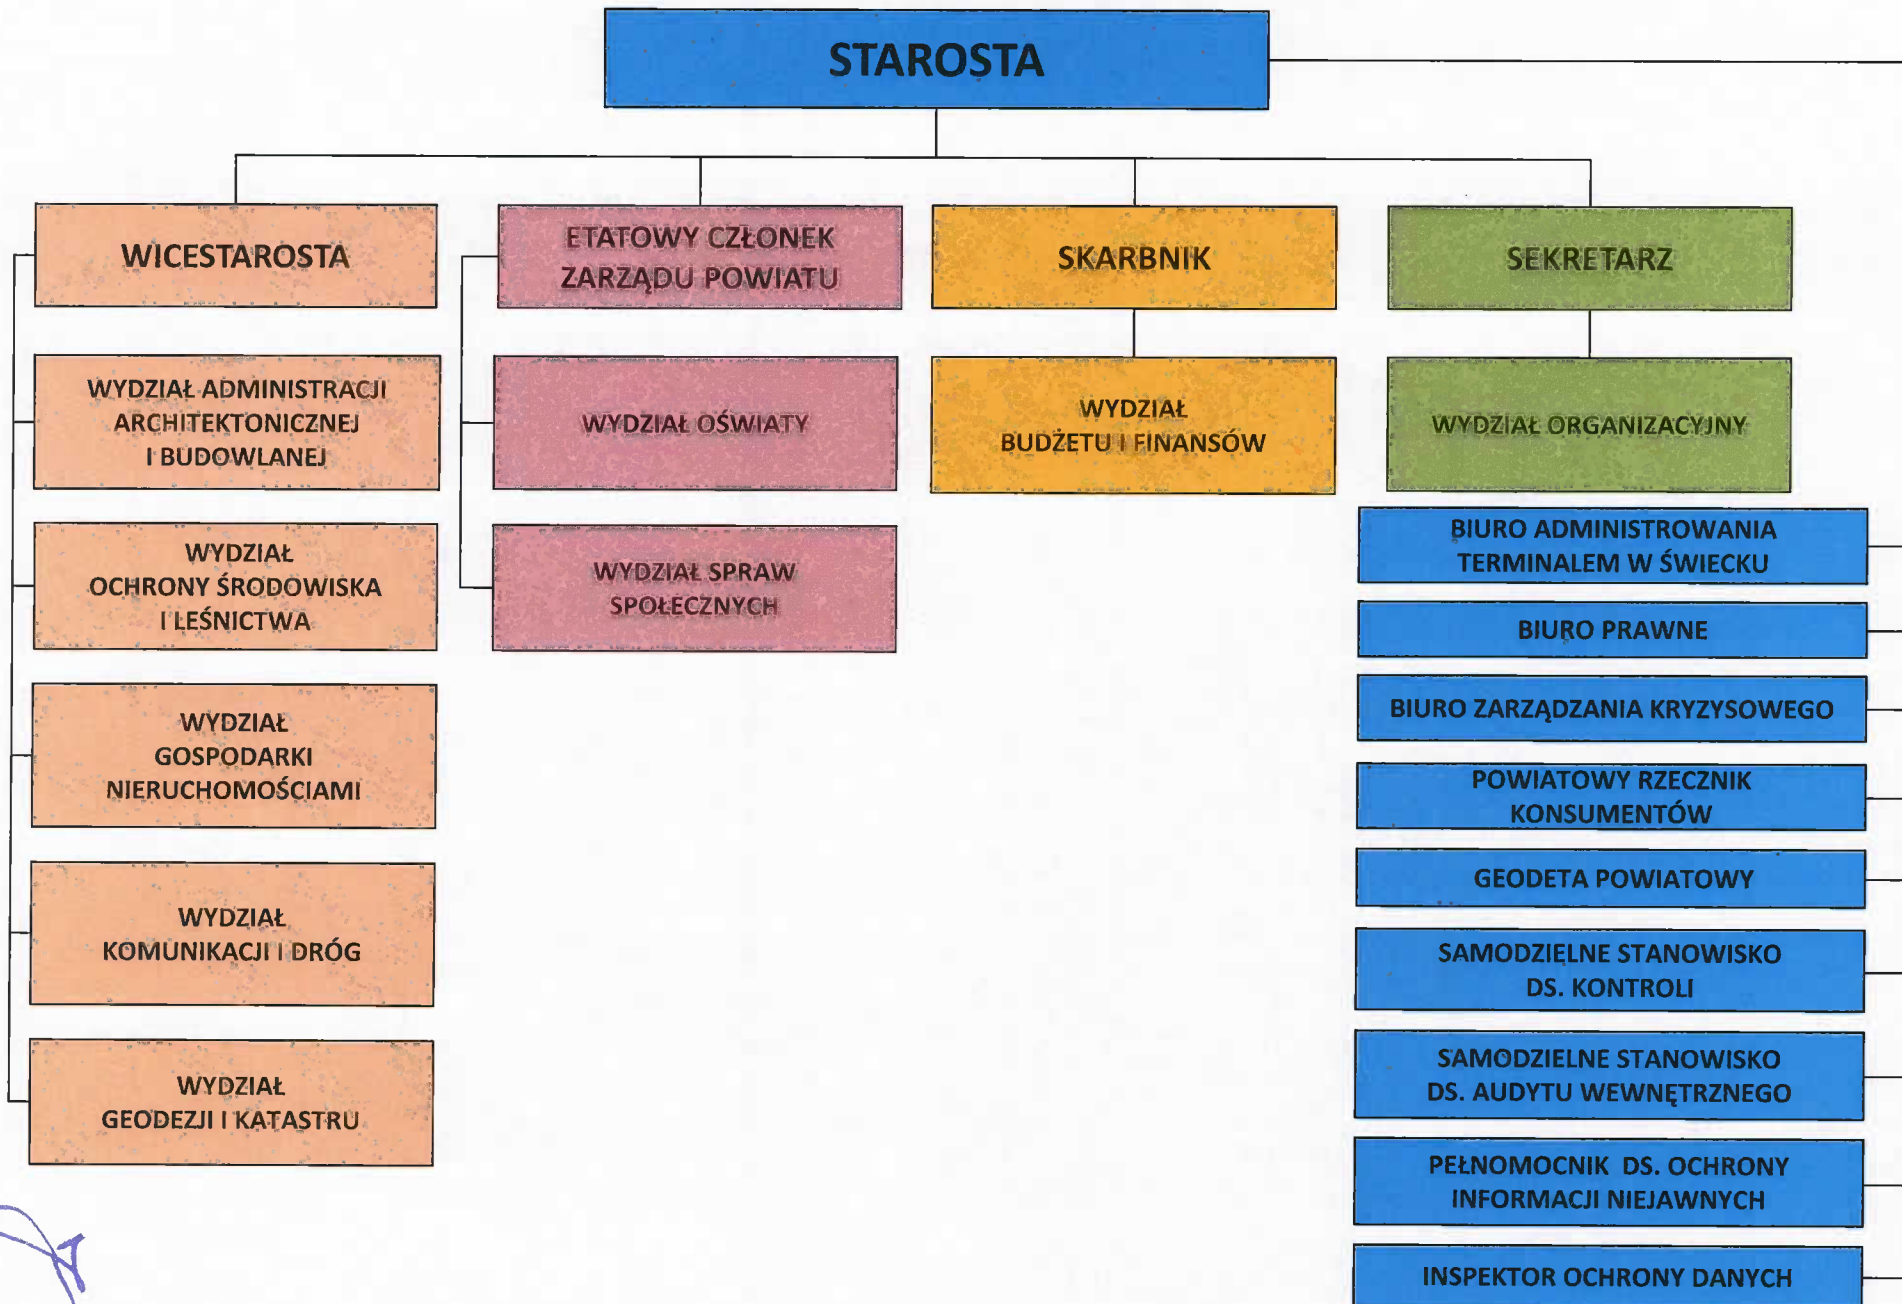 STAROSTA
WICESTAROSTA
ETATOWY CZŁONEK
ZARZĄDU POWIATU
SKARBNIK
SEKRETARZ
WYDZIAŁ ADMINISTRACJI
ARCHITEKTONICZNEJ
I BUDOWLANEJ
WYDZIAŁ OŚWIATY
WYDZIAŁ
BUDŻETU I FINANSÓW
WYDZIAŁ ORGANIZACYJNY
WYDZIAŁ
OCHRONY ŚRODOWISKA
I LEŚNICTWA
WYDZIAŁ SPRAW
SPOŁECZNYCH
WYDZIAŁ
GOSPODARKI
NIERUCHOMOŚCIAMI
WYDZIAŁ
KOMUNIKACJI I DRÓG
WYDZIAŁ
GEODEZJI I KATASTRU
BIURO ADMINISTROWANIA
TERMINALEM W ŚWIECKU
BIURO PRAWNE
BIURO ZARZĄDZANIA KRYZYSOWEGO
POWIATOWY RZECZNIK
KONSUMENTÓW
GEODETA POWIATOWY
SAMODZIELNE STANOWISKO
DS. KONTROLI
SAMODZIELNE STANOWISKO
DS. AUDYTU WEWNĘTRZNEGO
PEŁNOMOCNIK DS. OCHRONY
INFORMACJI NIEJAWNYCH
INSPEKTOR OCHRONY DANYCH